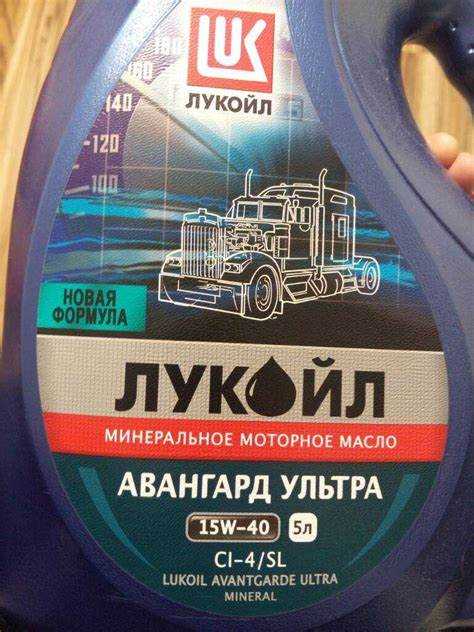 LUK
ЛУКОЙЛ
180
160
140
120
100
НОВАЯ
ФОРМУЛА
ЛУКОЙЛ
МИНЕРАЛЬНОЕ МОТОРНОЕ МАСЛО
АВАНГАРД УЛЬТРА
15W-40 5л
CI-4/SL
LUKOIL AVANTGARDE ULTRA
MINERAL